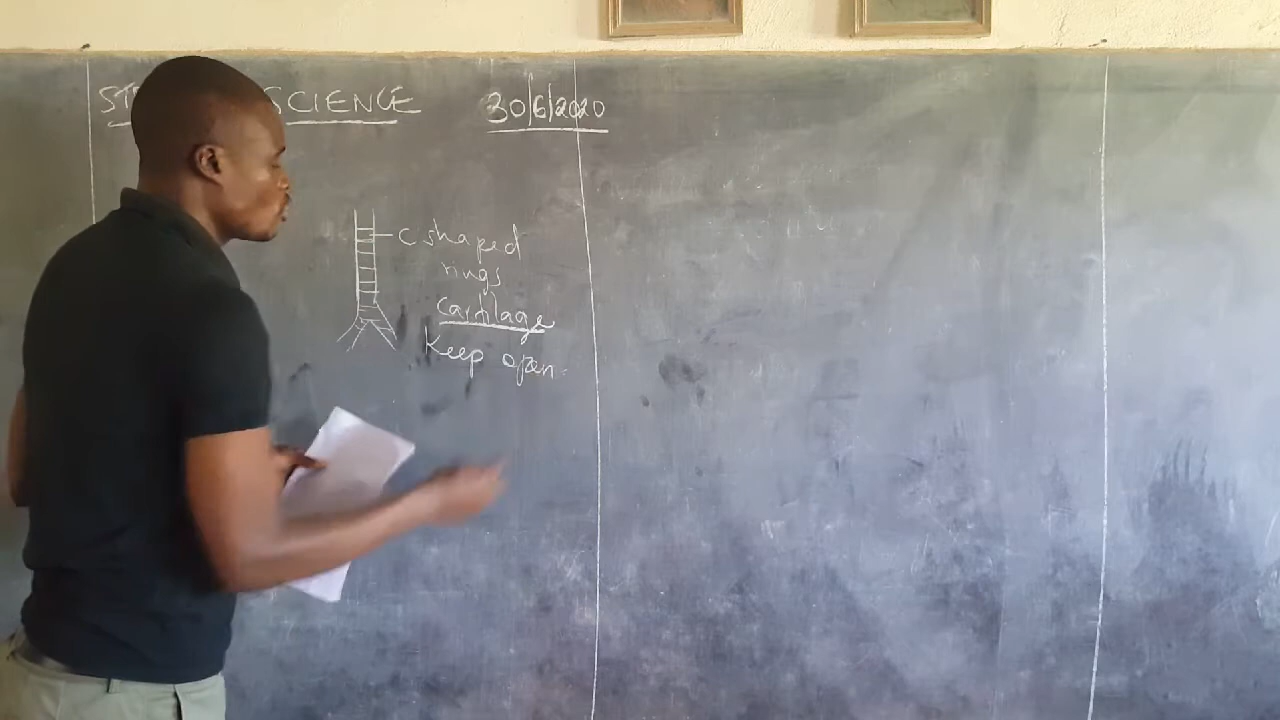 SCIENCE 30/6/2020
C shaped
rings
cartilage
Keep open.